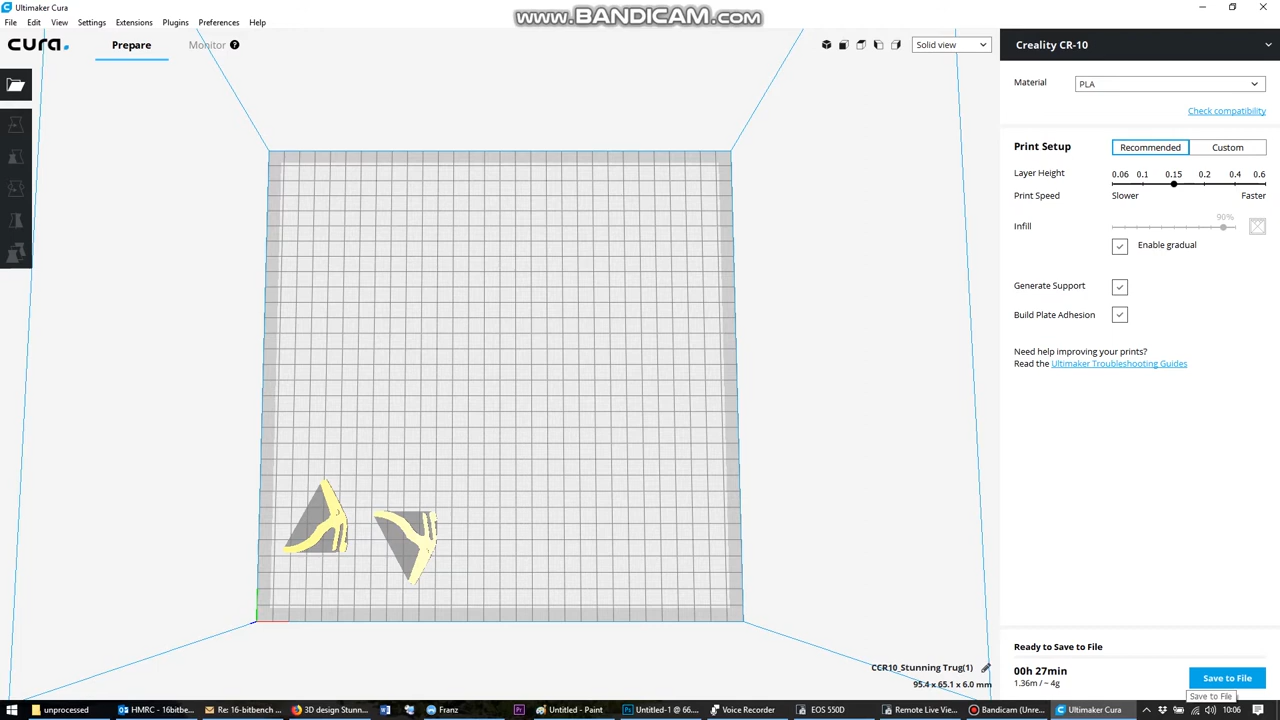 Ultimaker Cura
www.BANDICAM.com
File Edit View Settings Extensions Plugins Preferences Help
cura. Prepare Monitor ? Solid view
Creality CR-10
Material PLA
Check compatibility
Print Setup Recommended Custom
Layer Height 0.06 0.1 0.15 0.2 0.4 0.6
Print Speed Slower Faster
Infill 90%
Enable gradual
Generate Support
Build Plate Adhesion
Need help improving your prints?
Read the Ultimaker Troubleshooting Guides
Ready to Save to File
CCR10_Stunning Trug(1)
95.4 x 65.1 x 6.0 mm
00h 27min
1.36m / ~ 4g
Save to File
Save to File
unprocessed HMRC - 16bitbe... Re: 16-bitbench ... 3D design Stunn... Franz Untitled - Paint Untitled-1 @ 66.... Voice Recorder EOS 550D Remote Live View... Bandicam (Unre... Ultimaker Cura 10:06